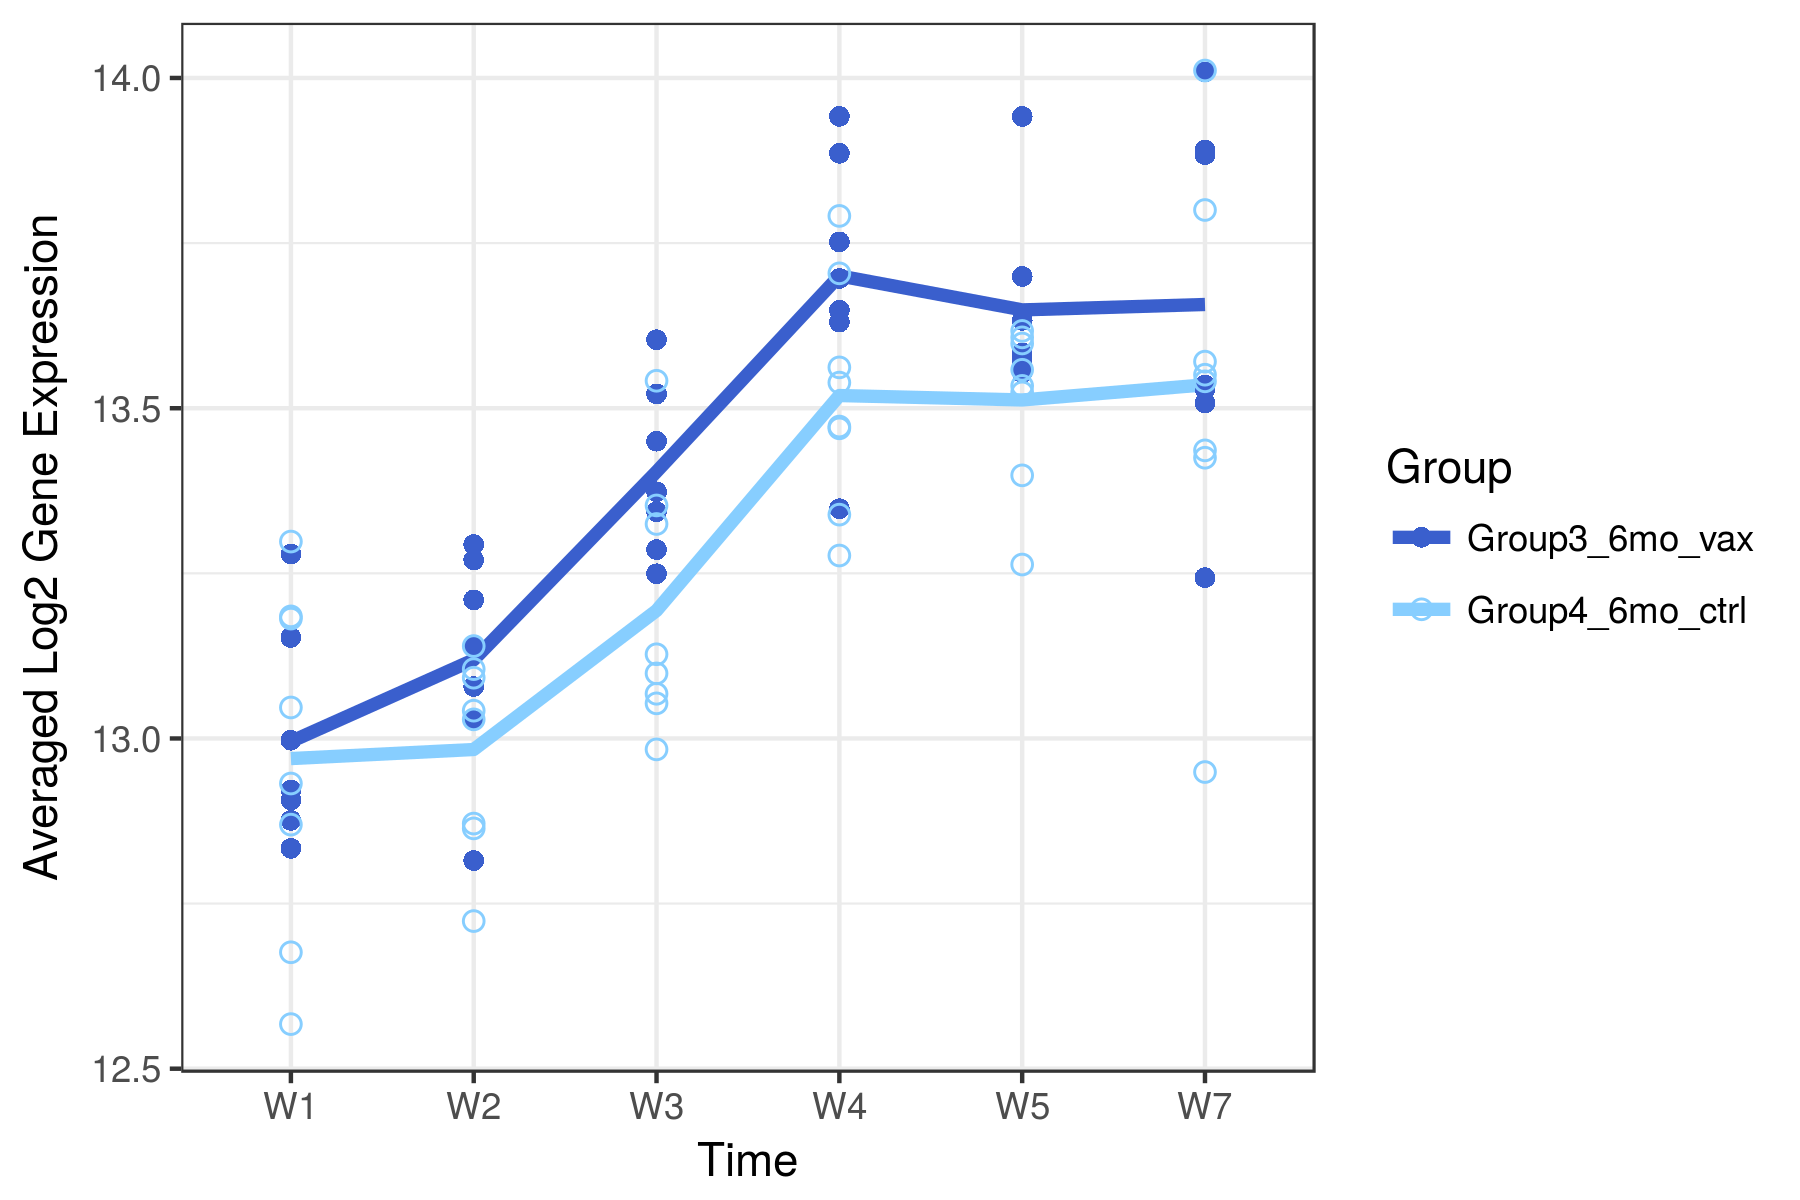 Averaged Log2 Gene Expression
14.0
13.5
13.0
12.5
W1 W2 W3 W4 W5 W7
Time
Group
Group3_6mo_vax
Group4_6mo_ctrl